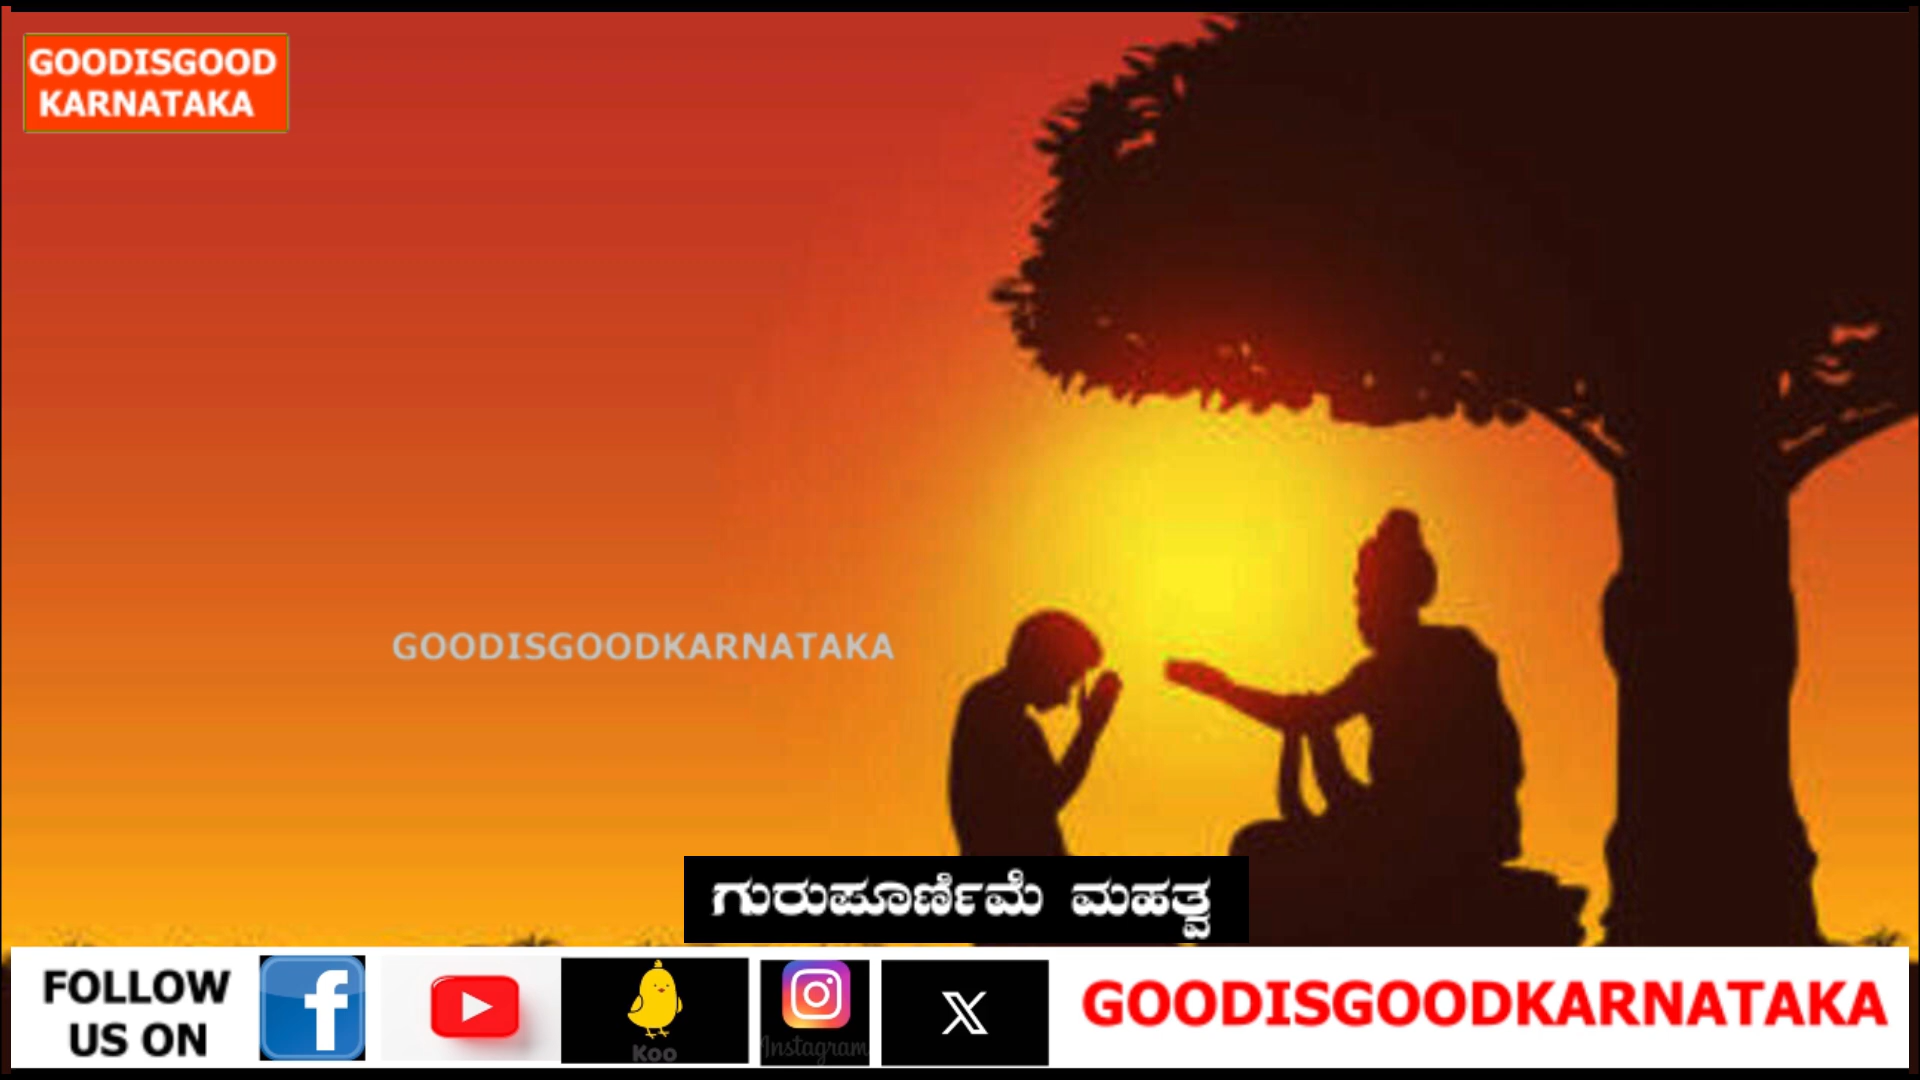 GOODISGOOD
KARNATAKA
GOODISGOODKARNATAKA
ಗುರುಪೂರ್ಣಿಮೆ ಮಹತ್ವ
FOLLOW
US ON
Koo
Instagram
GOODISGOODKARNATAKA